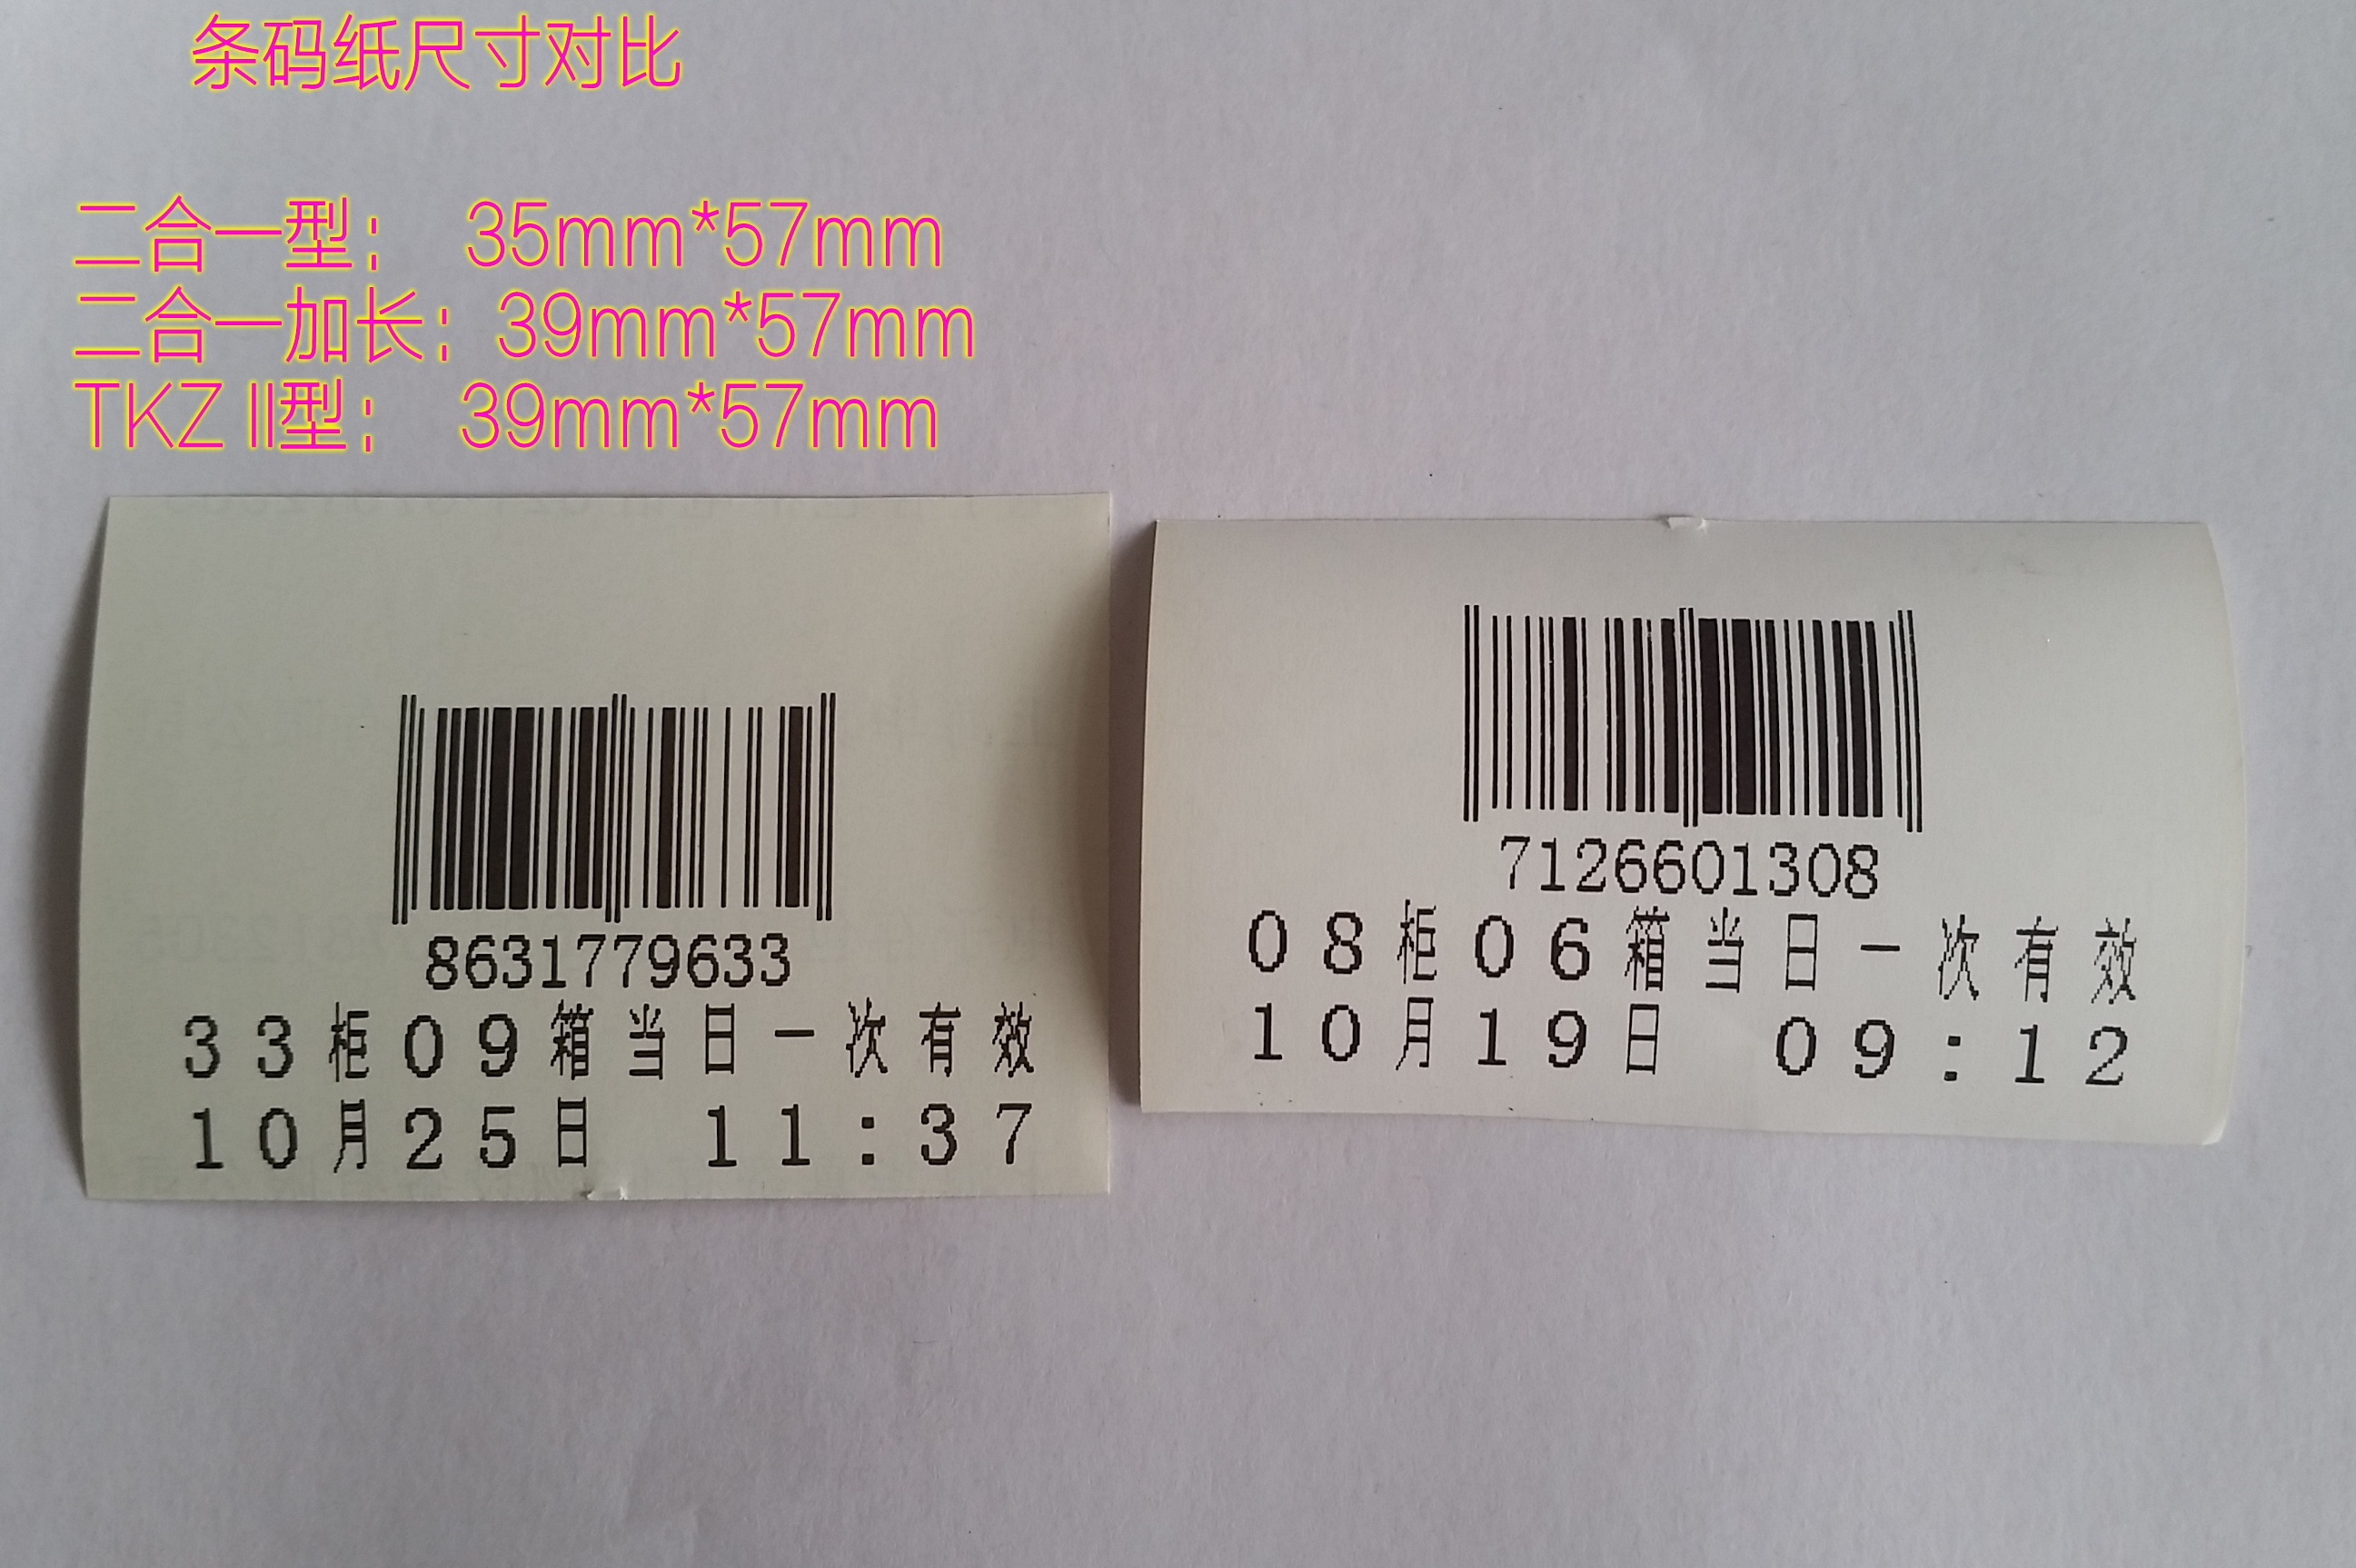 条码纸尺寸对比
二合一型： 35mm*57mm
二合一加长：39mm*57mm
TKZ II型： 39mm*57mm
8631779633
33柜09箱当日一次有效
10月25日 11:37
7126601308
08柜06箱当日一次有效
10月19日 09:12